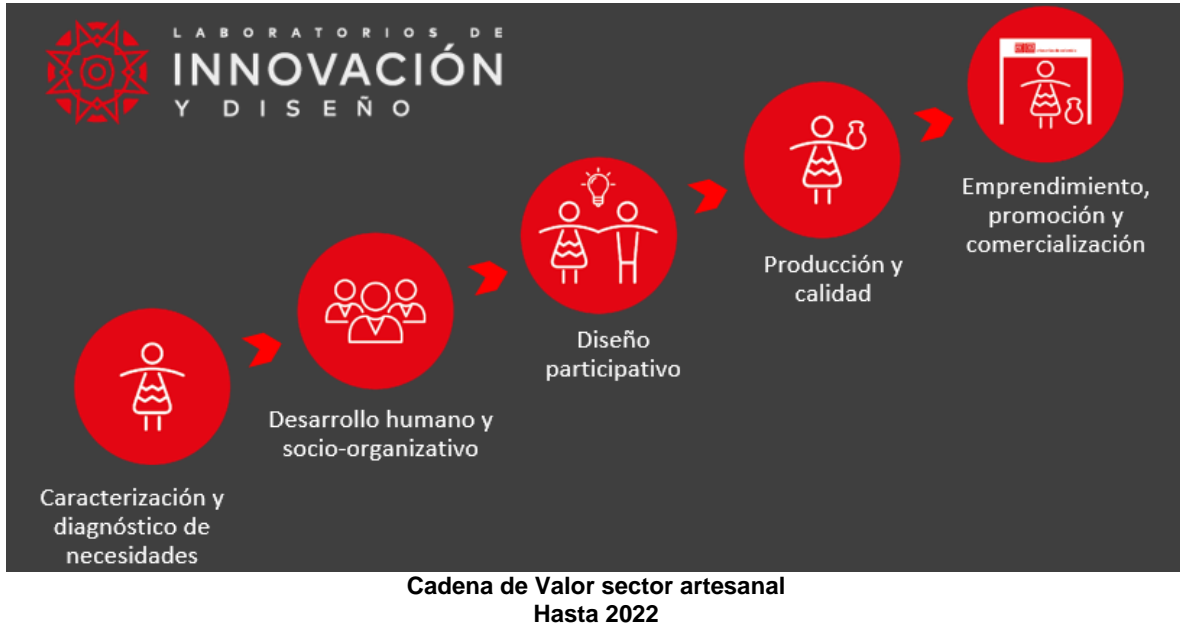 LABORATORIOS DE
INNOVACIÓN
Y DISEÑO
Caracterización y
diagnóstico de
necesidades
Desarrollo humano y
socio-organizativo
Diseño
participativo
Producción y
calidad
Emprendimiento,
promoción y
comercialización
Cadena de Valor sector artesanal
Hasta 2022